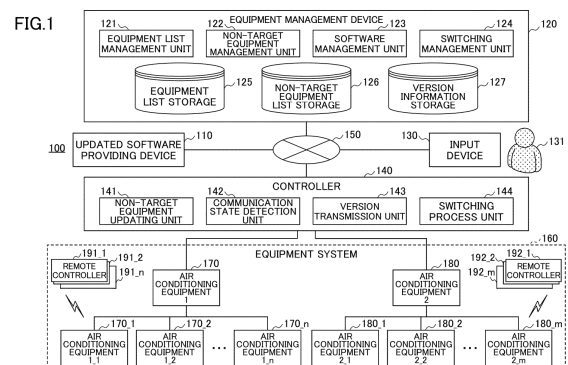 FIG.1
EQUIPMENT MANAGEMENT DEVICE
120
121
122
123
124
EQUIPMENT LIST
MANAGEMENT UNIT
NON-TARGET
EQUIPMENT
MANAGEMENT UNIT
SOFTWARE
MANAGEMENT UNIT
SWITCHING
MANAGEMENT UNIT
EQUIPMENT
LIST STORAGE
125
NON-TARGET
EQUIPMENT
LIST STORAGE
126
VERSION
INFORMATION
STORAGE
127
100
UPDATED SOFTWARE
PROVIDING DEVICE
110
150
130
INPUT
DEVICE
131
140
CONTROLLER
141
142
143
144
NON-TARGET
EQUIPMENT
UPDATING UNIT
COMMUNICATION
STATE DETECTION
UNIT
VERSION
TRANSMISSION UNIT
SWITCHING
PROCESS UNIT
160
EQUIPMENT SYSTEM
191_1
191_2
191_n
REMOTE
CONTROLLER
170
AIR
CONDITIONING
EQUIPMENT
1
180
AIR
CONDITIONING
EQUIPMENT
2
192_1
192_2
192_m
REMOTE
CONTROLLER
170_1
170_2
170_n
180_1
180_2
180_m
AIR
CONDITIONING
EQUIPMENT
1_1
AIR
CONDITIONING
EQUIPMENT
1_2
...
AIR
CONDITIONING
EQUIPMENT
1_n
AIR
CONDITIONING
EQUIPMENT
2_1
AIR
CONDITIONING
EQUIPMENT
2_2
...
AIR
CONDITIONING
EQUIPMENT
2_m